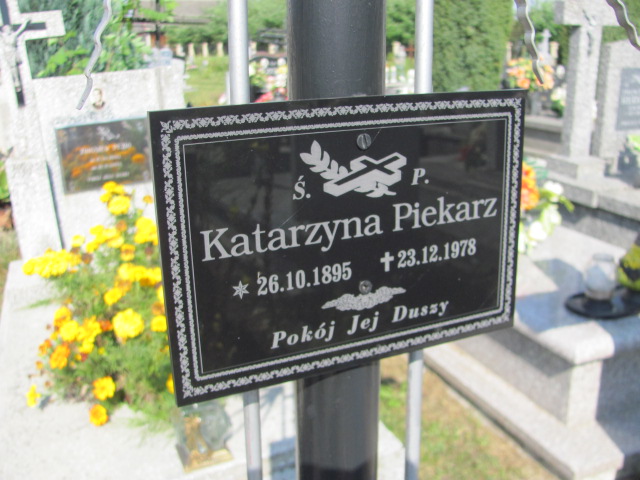 Ś. P.
Katarzyna Piekarz
* 26.10.1895 ✝ 23.12.1978
Pokój Jej Duszy